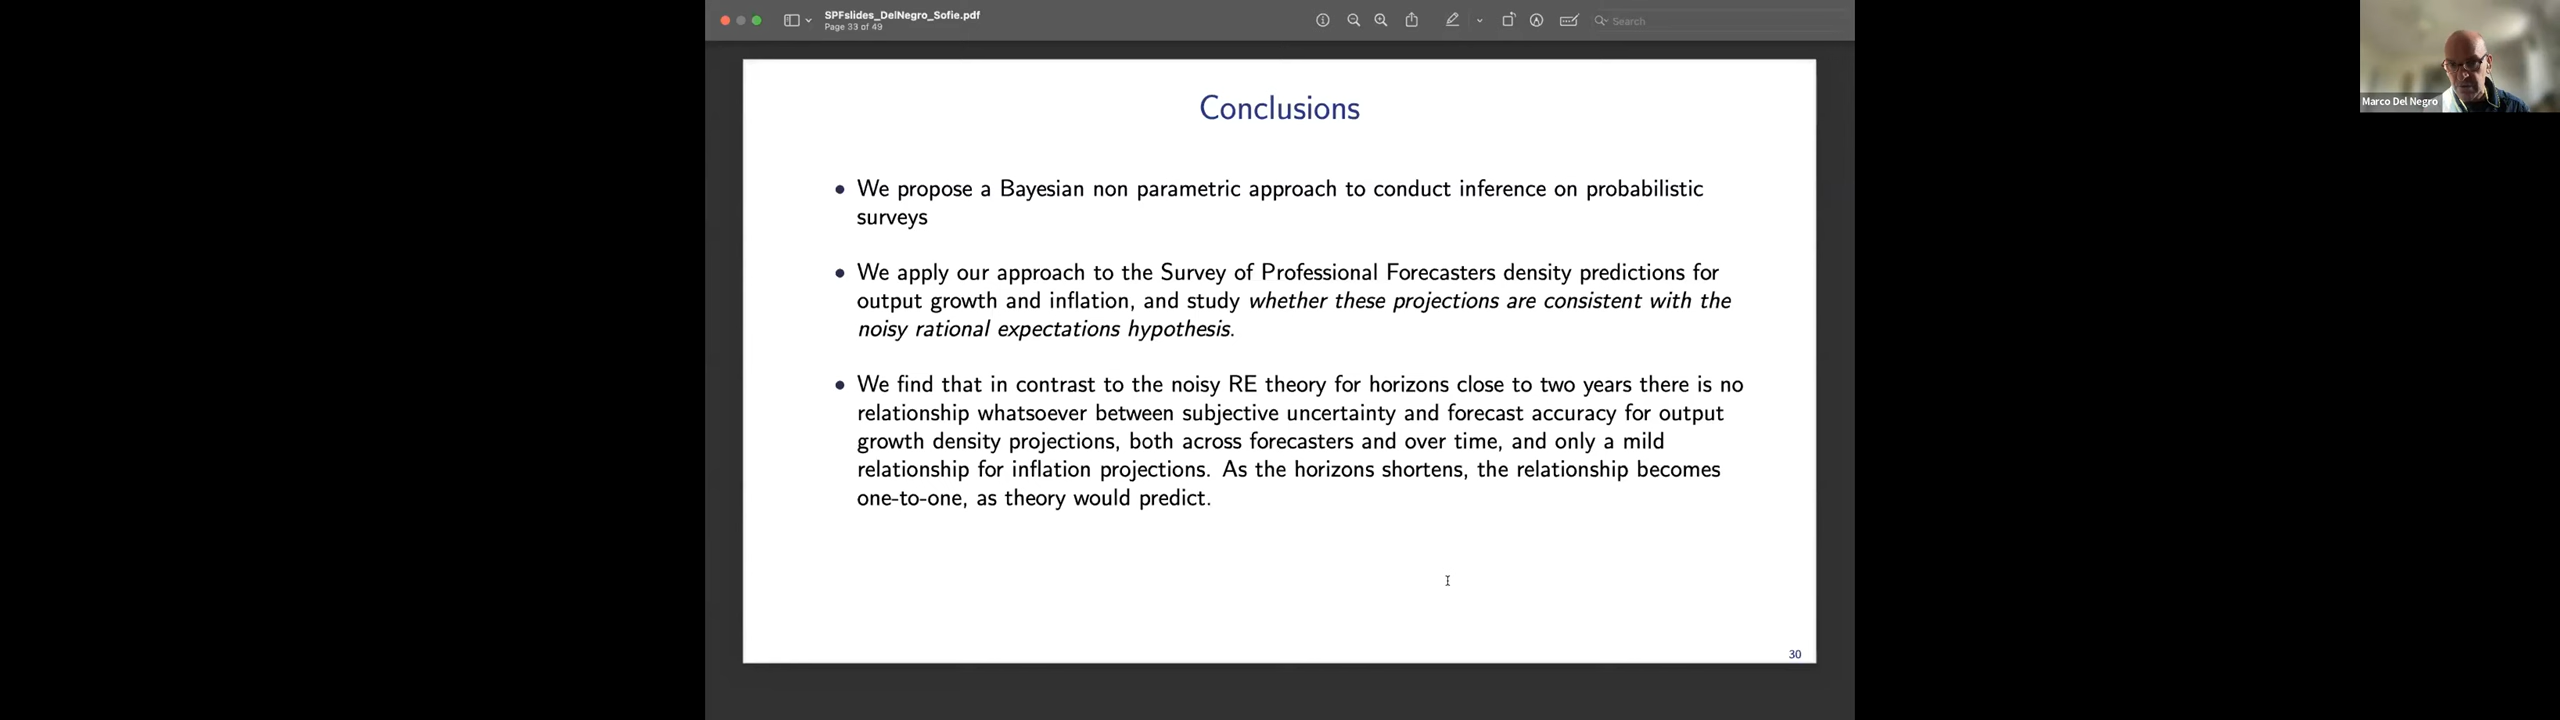 SPFslides_DelNegro_Sofie.pdf
Page 33 of 49
Search
Marco Del Negro
Conclusions
• We propose a Bayesian non parametric approach to conduct inference on probabilistic
surveys
• We apply our approach to the Survey of Professional Forecasters density predictions for
output growth and inflation, and study whether these projections are consistent with the
noisy rational expectations hypothesis.
• We find that in contrast to the noisy RE theory for horizons close to two years there is no
relationship whatsoever between subjective uncertainty and forecast accuracy for output
growth density projections, both across forecasters and over time, and only a mild
relationship for inflation projections. As the horizons shortens, the relationship becomes
one-to-one, as theory would predict.
30